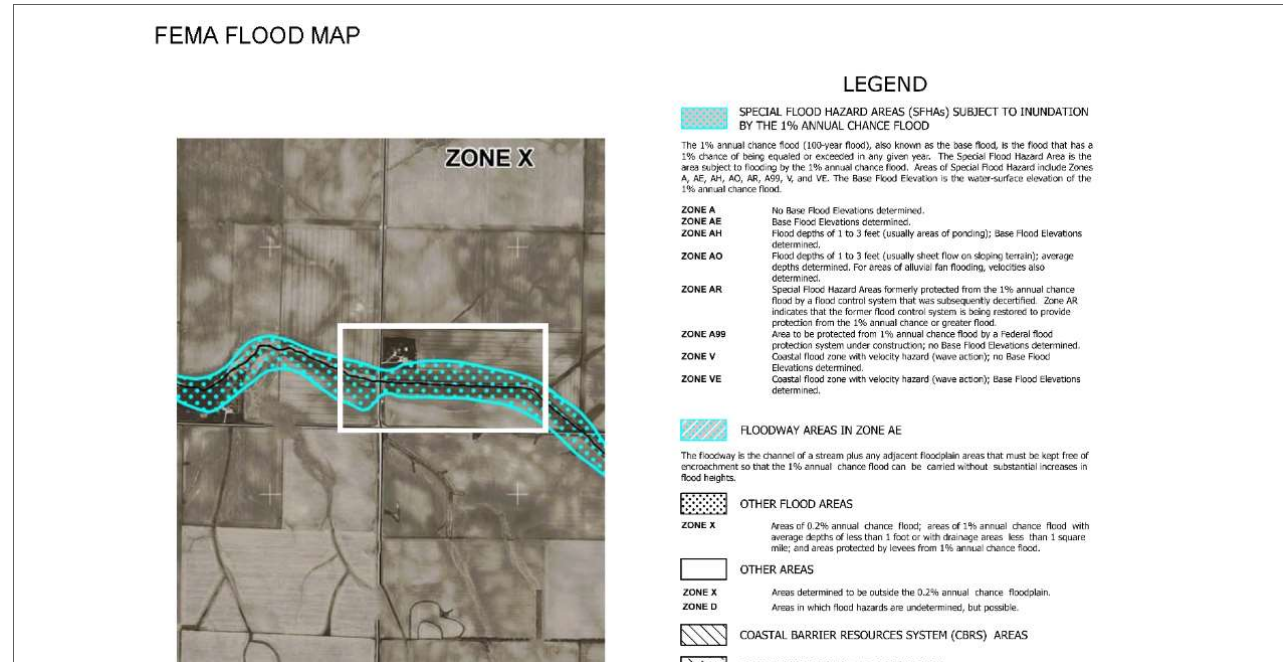 FEMA FLOOD MAP
ZONE X
LEGEND
SPECIAL FLOOD HAZARD AREAS (SFHAs) SUBJECT TO INUNDATION
BY THE 1% ANNUAL CHANCE FLOOD
The 1% annual chance flood (100-year flood), also known as the base flood, is the flood that has a
1% chance of being equaled or exceeded in any given year. The Special Flood Hazard Area is the
area subject to flooding by the 1% annual chance flood. Areas of Special Flood Hazard include Zones
A, AE, AH, AO, AR, A99, V, and VE. The Base Flood Elevation is the water-surface elevation of the
1% annual chance flood.
ZONE A No Base Flood Elevations determined.
ZONE AE Base Flood Elevations determined.
ZONE AH Flood depths of 1 to 3 feet (usually areas of ponding); Base Flood Elevations
determined.
ZONE AO Flood depths of 1 to 3 feet (usually sheet flow on sloping terrain); average
depths determined. For areas of alluvial fan flooding, velocities also
determined.
ZONE AR Special Flood Hazard Areas formerly protected from the 1% annual chance
flood by a flood control system that was subsequently decertified. Zone AR
indicates that the former flood control system is being restored to provide
protection from the 1% annual chance or greater flood.
ZONE A99 Area to be protected from 1% annual chance flood by a Federal flood
protection system under construction; no Base Flood Elevations determined.
ZONE V Coastal flood zone with velocity hazard (wave action); no Base Flood
Elevations determined.
ZONE VE Coastal flood zone with velocity hazard (wave action); Base Flood Elevations
determined.
FLOODWAY AREAS IN ZONE AE
The floodway is the channel of a stream plus any adjacent floodplain areas that must be kept free of
encroachment so that the 1% annual chance flood can be carried without substantial increases in
flood heights.
OTHER FLOOD AREAS
ZONE X Areas of 0.2% annual chance flood; areas of 1% annual chance flood with
average depths of less than 1 foot or with drainage areas less than 1 square
mile; and areas protected by levees from 1% annual chance flood.
OTHER AREAS
ZONE X Areas determined to be outside the 0.2% annual chance floodplain.
ZONE D Areas in which flood hazards are undetermined, but possible.
COASTAL BARRIER RESOURCES SYSTEM (CBRS) AREAS